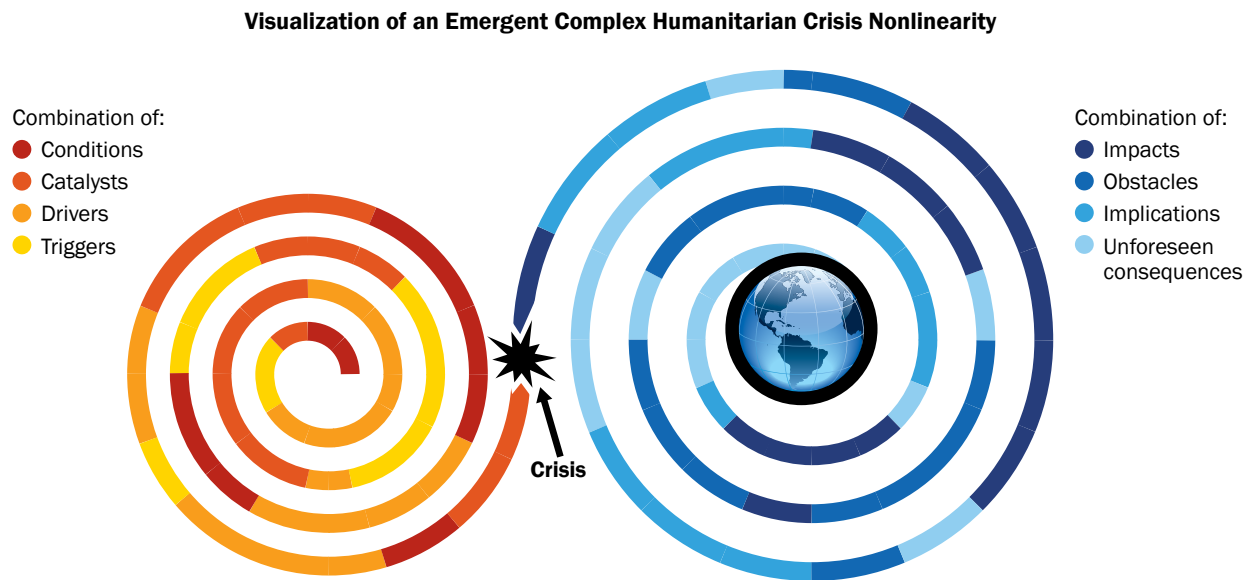 Visualization of an Emergent Complex Humanitarian Crisis Nonlinearity
Combination of:
Conditions
Catalysts
Drivers
Triggers
Crisis
Combination of:
Impacts
Obstacles
Implications
Unforeseen
consequences